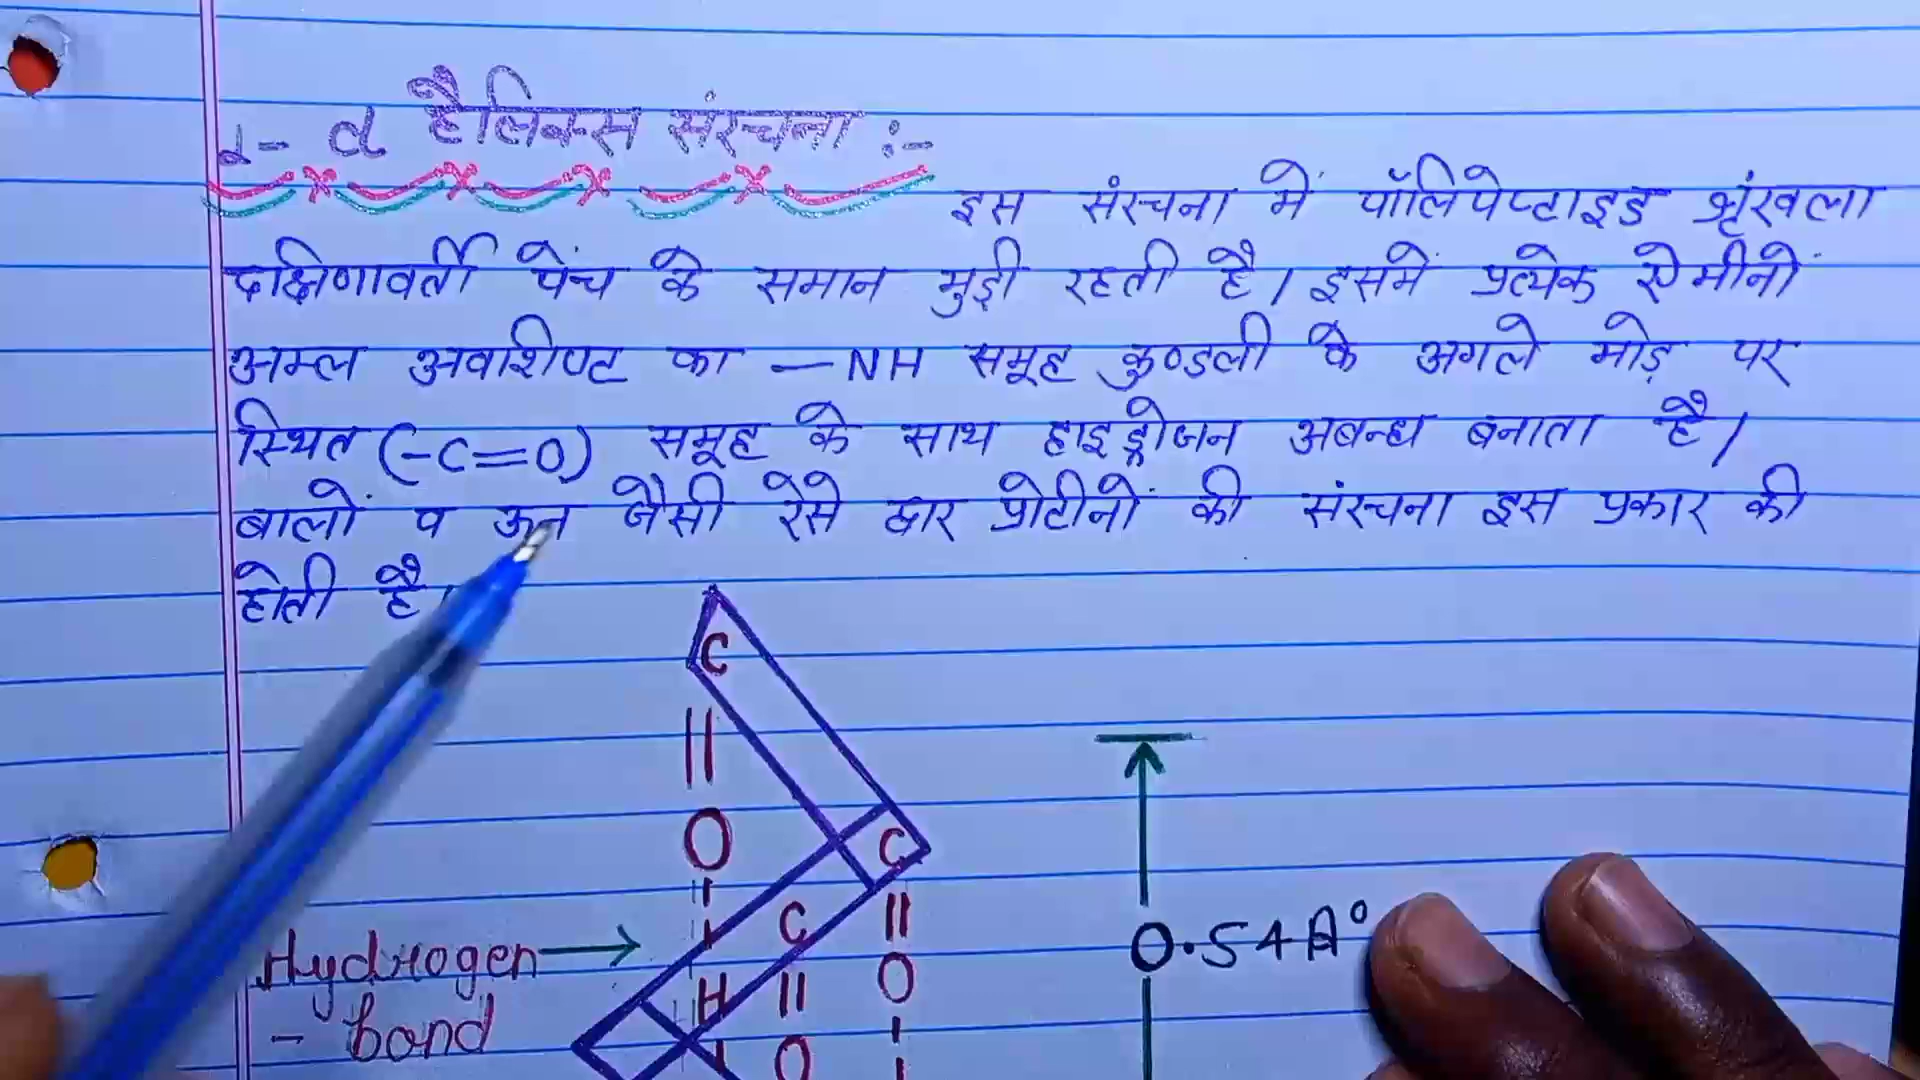 1- α हैलिक्स संरचना :-
इस संरचना में पॉलिपेप्टाइड श्रृंखला
दक्षिणावर्ती पेंच के समान मुड़ी रहती है। इसमें प्रत्येक ऐमीनों
अम्ल अवशिष्ट का —NH समूह कुण्डली के अगले मोड़ पर
स्थित (-C=O) समूह के साथ हाइड्रोजन अबन्ध बनाता है।
बालों व ऊन जैसी रेसे द्वार प्रोटीनों की संरचना इस प्रकार की
होती है।
C
||
O
C
C
||
O
H
||
O
0.54A°
Hydrogen
- bond